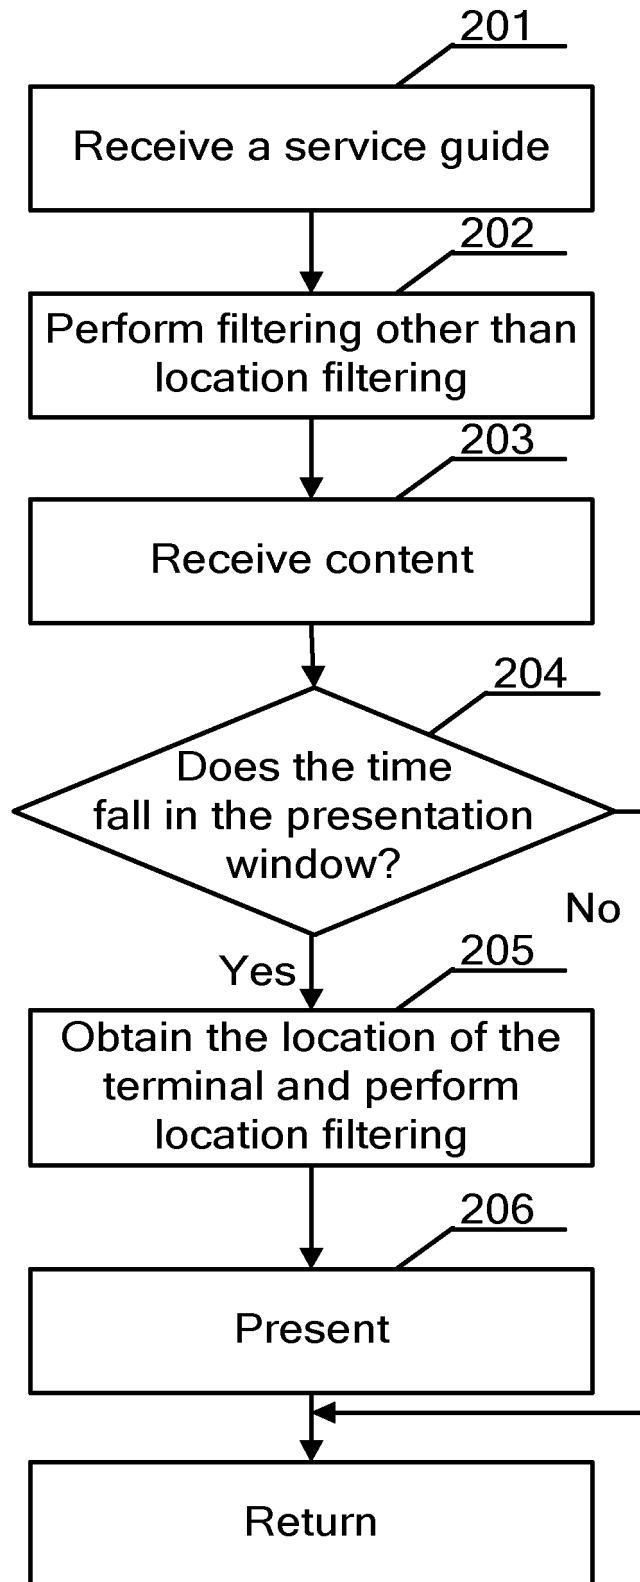 201
Receive a service guide
202
Perform filtering other than
location filtering
203
Receive content
204
Does the time
fall in the presentation
window?
No
Yes
205
Obtain the location of the
terminal and perform
location filtering
206
Present
Return